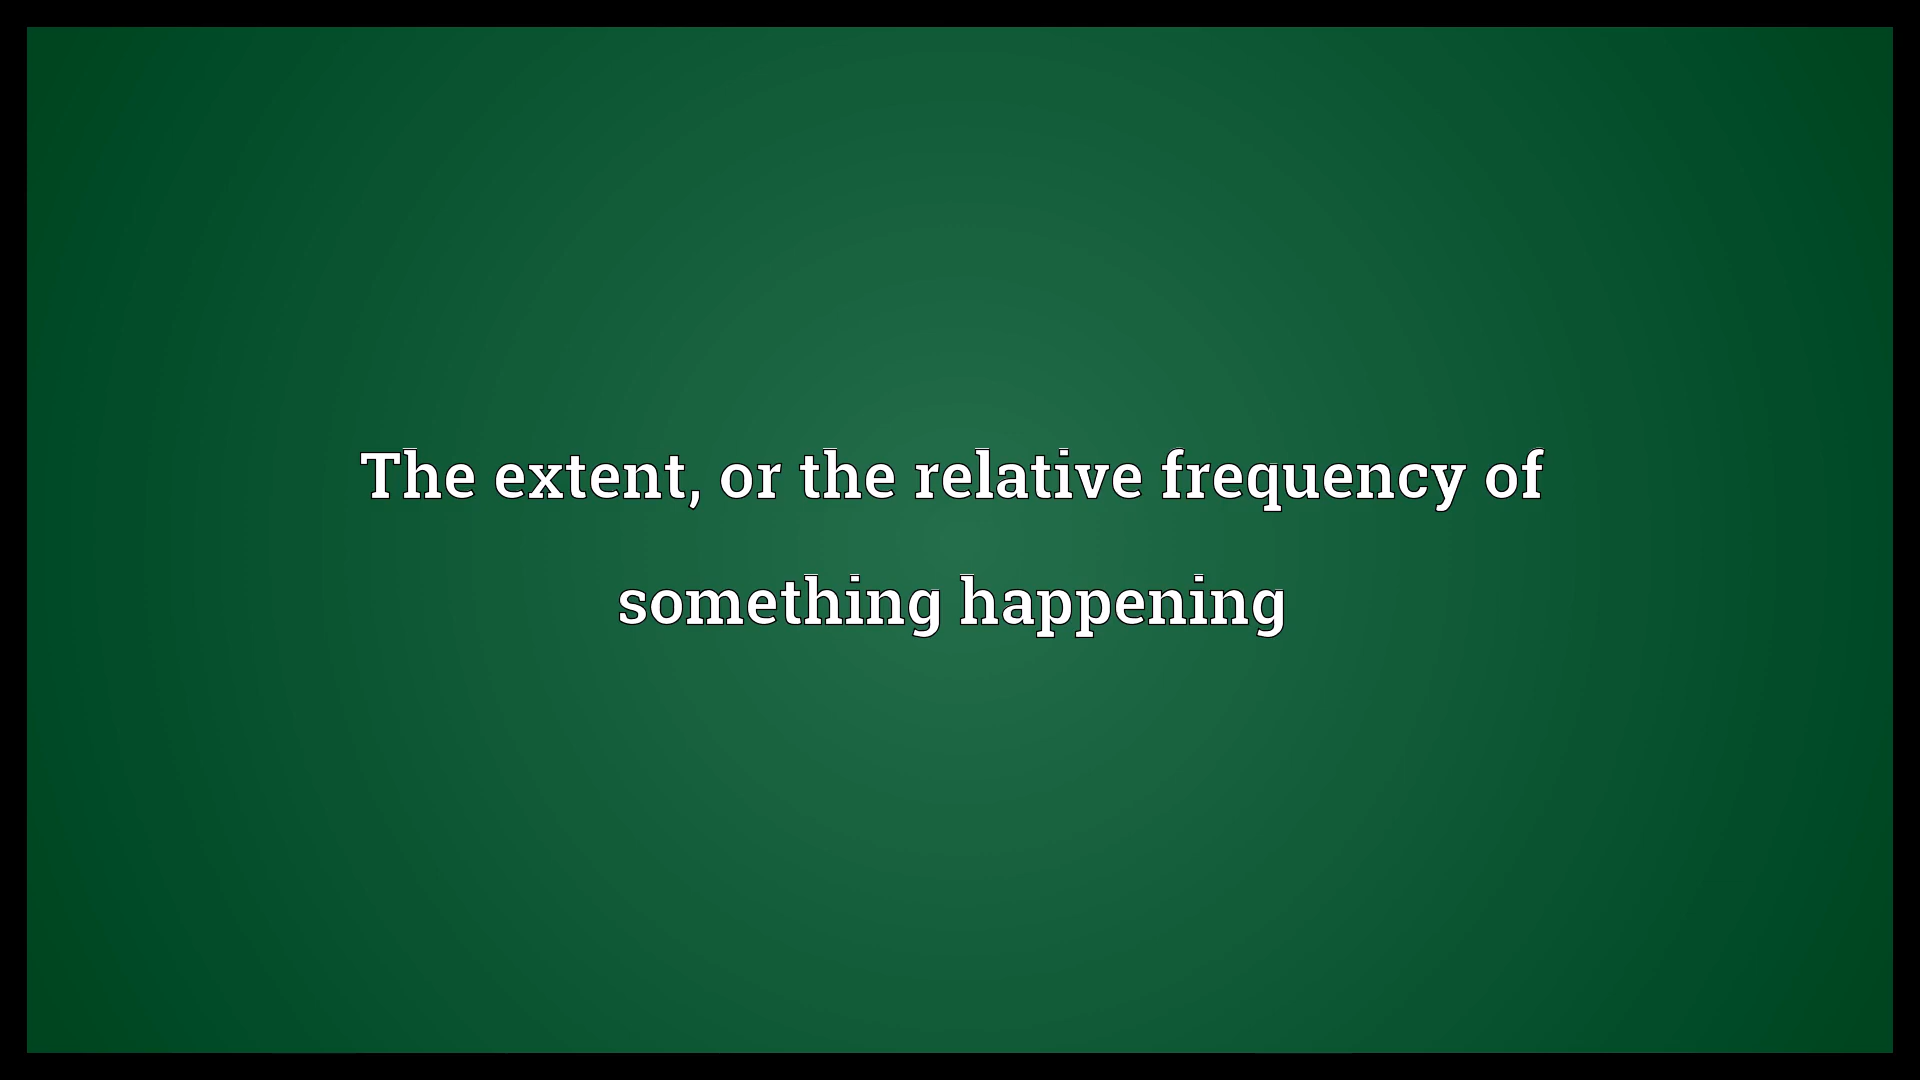 The extent, or the relative frequency of
something happening